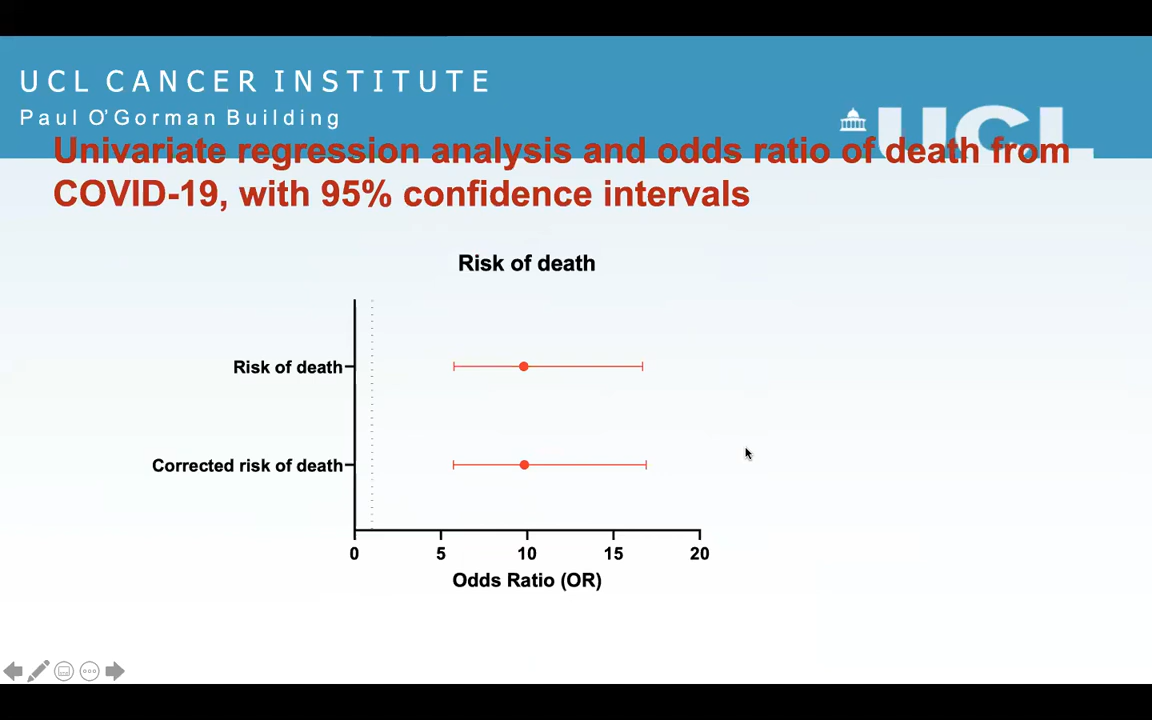 UCL CANCER INSTITUTE
Paul O'Gorman Building
UCL
Univariate regression analysis and odds ratio of death from
COVID-19, with 95% confidence intervals
Risk of death
Risk of death
Corrected risk of death
0 5 10 15 20
Odds Ratio (OR)